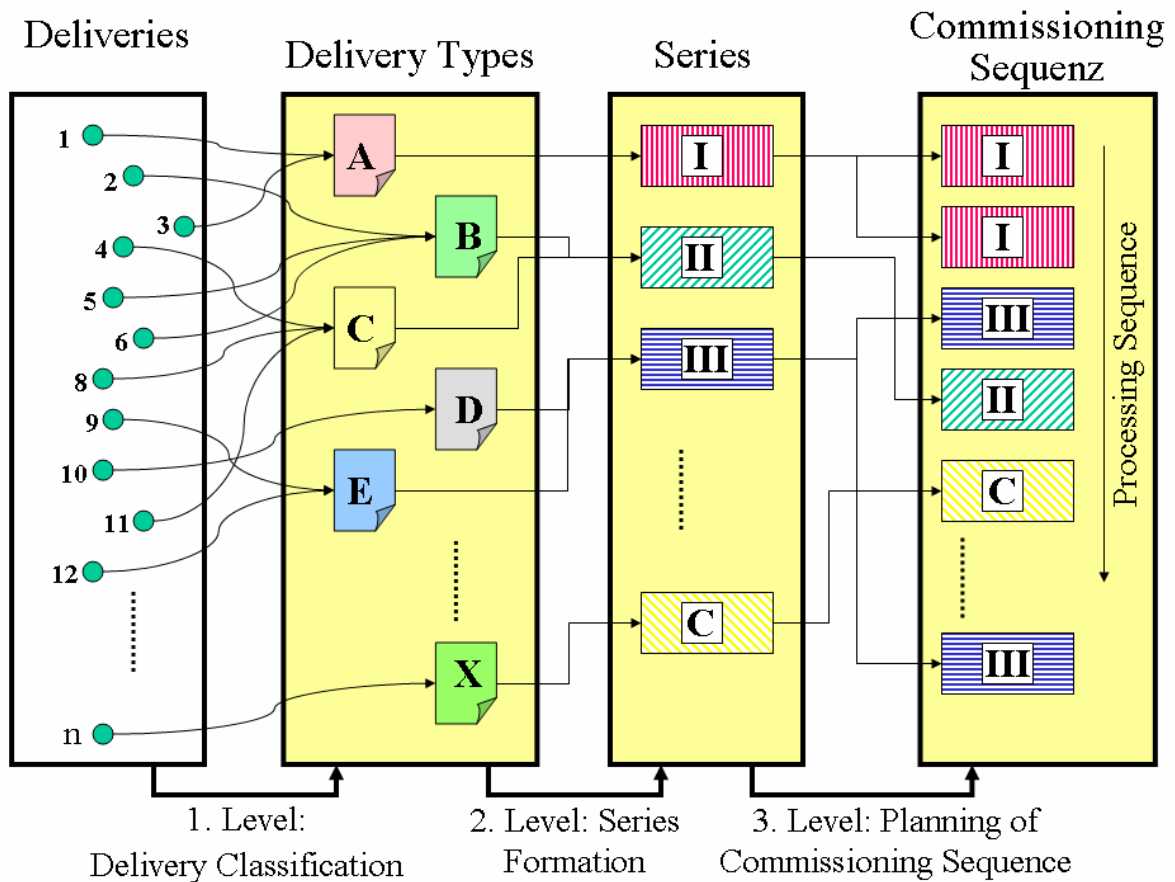 Deliveries
Delivery Types
Series
Commissioning
Sequenz
1
2
3
4
5
6
8
9
10
11
12
n
A
B
C
D
E
X
I
II
III
C
I
I
III
II
C
III
Processing Sequence
1. Level:
Delivery Classification
2. Level: Series
Formation
3. Level: Planning of
Commissioning Sequence